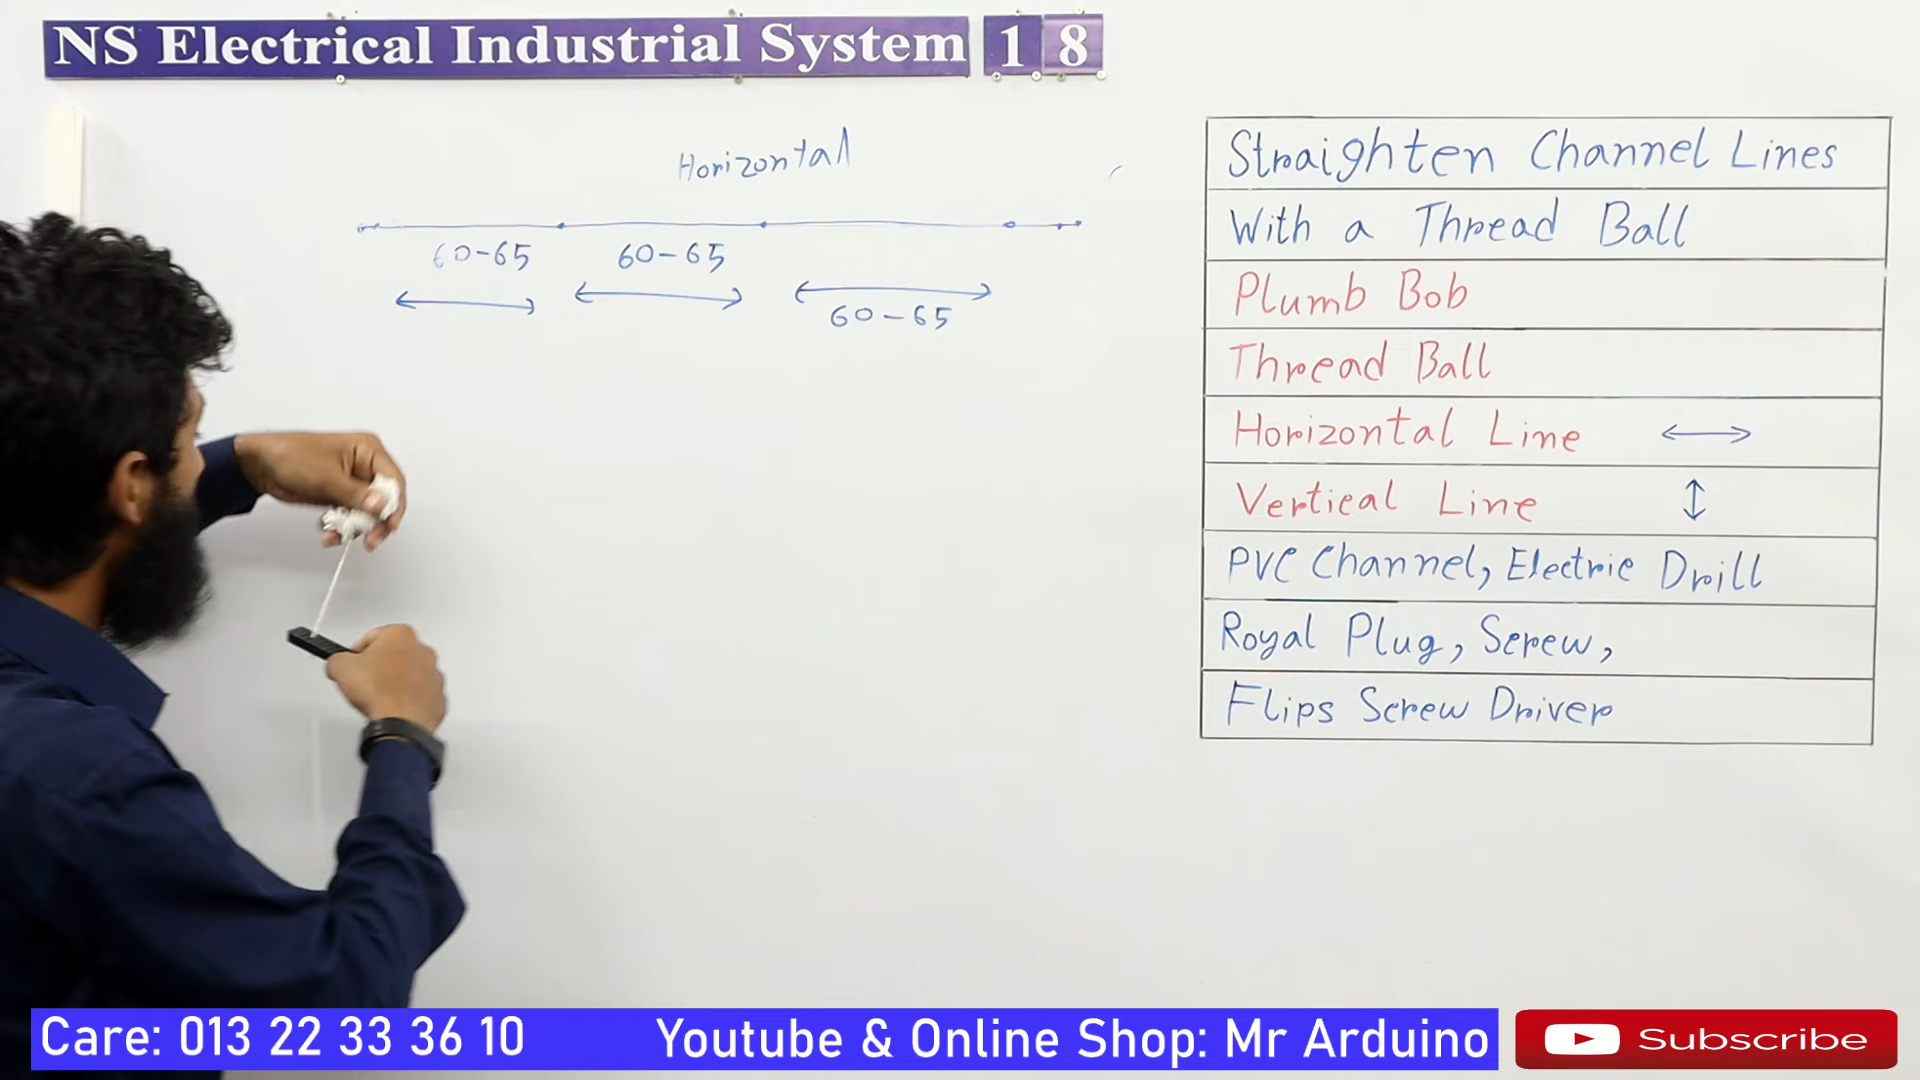 NS Electrical Industrial System 18
Horizontal
60-65 60-65
60-65
Straighten Channel Lines
With a Thread Ball
Plumb Bob
Thread Ball
Horizontal Line
Vertical Line
PVC Channel, Electric Drill
Royal Plug, Screw,
Flips Screw Driver
Care: 013 22 33 36 10 Youtube & Online Shop: Mr Arduino Subscribe